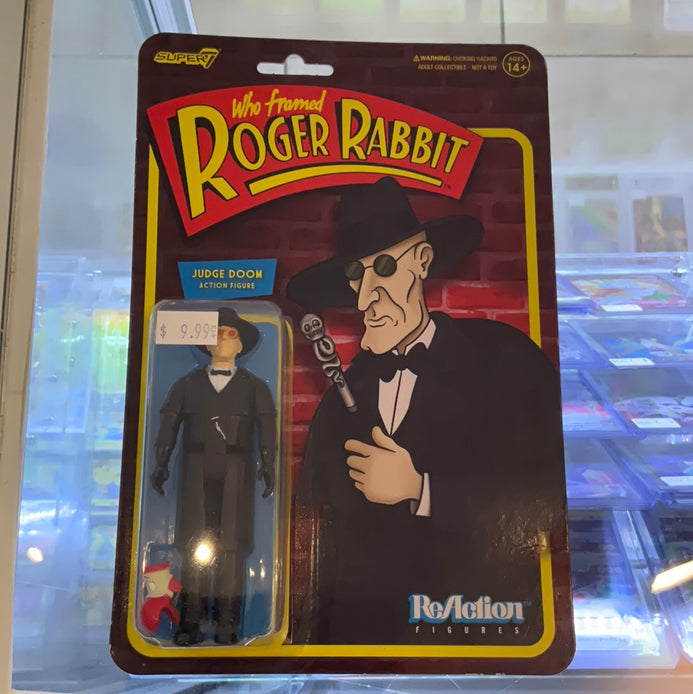 SUPER7
WARNING: CHOKING HAZARD
ADULT COLLECTIBLE - NOT A TOY
AGES
14+
Who Framed
ROGER RABBIT
JUDGE DOOM
ACTION FIGURE
$ 9.99
ReAction
FIGURES